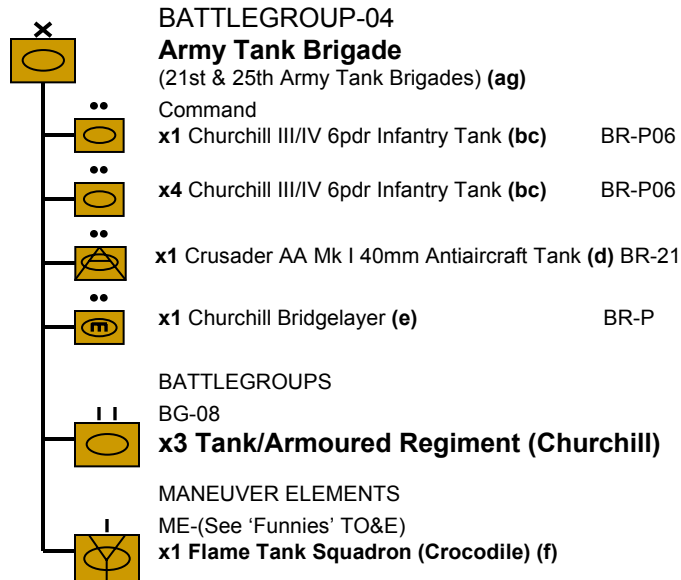 BATTLEGROUP-04
Army Tank Brigade
(21st & 25th Army Tank Brigades) (ag)
Command
x1 Churchill III/IV 6pdr Infantry Tank (bc) BR-P06
x4 Churchill III/IV 6pdr Infantry Tank (bc) BR-P06
x1 Crusader AA Mk I 40mm Antiaircraft Tank (d) BR-21
x1 Churchill Bridgelayer (e) BR-P
BATTLEGROUPS
BG-08
x3 Tank/Armoured Regiment (Churchill)
MANEUVER ELEMENTS
ME-(See ‘Funnies’ TO&E)
x1 Flame Tank Squadron (Crocodile) (f)